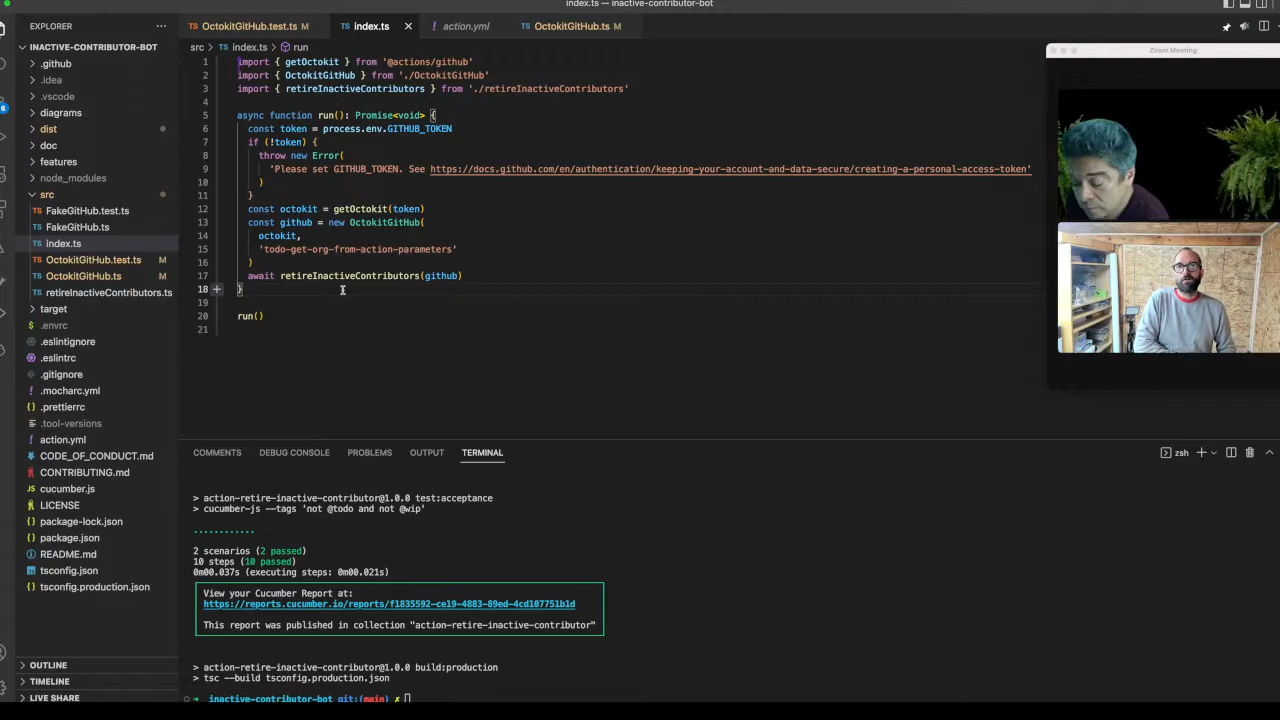 index.ts — inactive-contributor-bot
EXPLORER
OctokitGitHub.test.ts M
index.ts
action.yml
OctokitGitHub.ts M
INACTIVE-CONTRIBUTOR-BOT
.github
.idea
.vscode
diagrams
dist
doc
features
node_modules
src
FakeGitHub.test.ts
FakeGitHub.ts
index.ts
OctokitGitHub.test.ts M
OctokitGitHub.ts M
retireInactiveContributors.ts
target
.envrc
.eslintignore
.eslintrc
.gitignore
.mocharc.yml
.prettierrc
.tool-versions
action.yml
CODE_OF_CONDUCT.md
CONTRIBUTING.md
cucumber.js
LICENSE
package-lock.json
package.json
README.md
tsconfig.json
tsconfig.production.json
OUTLINE
TIMELINE
LIVE SHARE
6
src > index.ts > run
1 import { getOctokit } from '@actions/github'
2 import { OctokitGitHub } from './OctokitGitHub'
3 import { retireInactiveContributors } from './retireInactiveContributors'
4
5 async function run(): Promise<void> {
6 const token = process.env.GITHUB_TOKEN
7 if (!token) {
8 throw new Error(
9 'Please set GITHUB_TOKEN. See https://docs.github.com/en/authentication/keeping-your-account-and-data-secure/creating-a-personal-access-token'
10 )
11 }
12 const octokit = getOctokit(token)
13 const github = new OctokitGitHub(
14 octokit,
15 'todo-get-org-from-action-parameters'
16 )
17 await retireInactiveContributors(github)
18 }
19
20 run()
21
Zoom Meeting
COMMENTS DEBUG CONSOLE PROBLEMS OUTPUT TERMINAL
zsh
> action-retire-inactive-contributor@1.0.0 test:acceptance
> cucumber-js --tags 'not @todo and not @wip'
............
2 scenarios (2 passed)
10 steps (10 passed)
0m00.037s (executing steps: 0m00.021s)
View your Cucumber Report at:
https://reports.cucumber.io/reports/f1835592-ce19-4883-89ed-4cd107751b1d
This report was published in collection "action-retire-inactive-contributor"
> action-retire-inactive-contributor@1.0.0 build:production
> tsc --build tsconfig.production.json
➜ inactive-contributor-bot git:(main) ✗